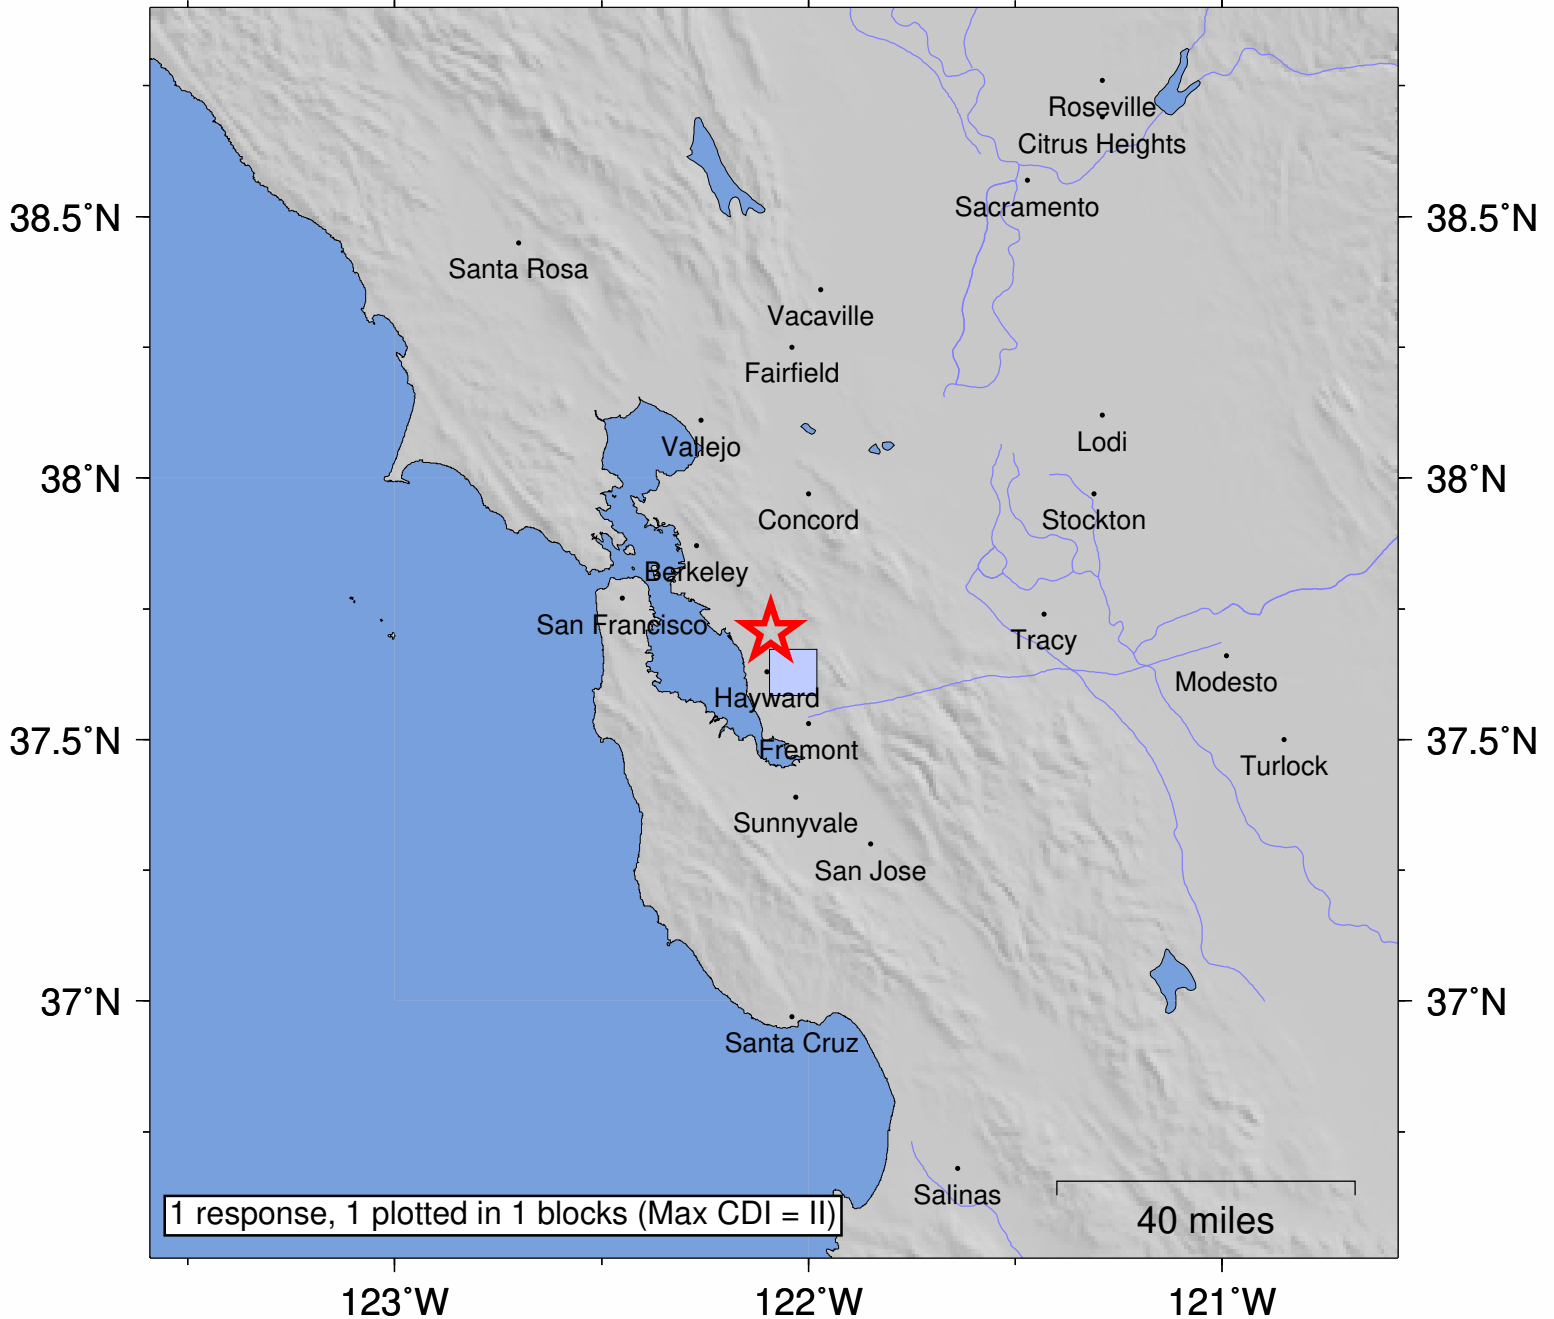 Roseville
Citrus Heights
Sacramento
38.5˚N
38.5˚N
Santa Rosa
Vacaville
Fairfield
Vallejo
Lodi
38˚N
38˚N
Concord
Stockton
Berkeley
San Francisco
Tracy
Modesto
Hayward
37.5˚N
37.5˚N
Fremont
Turlock
Sunnyvale
San Jose
37˚N
37˚N
Santa Cruz
Salinas
1 response, 1 plotted in 1 blocks (Max CDI = II)
40 miles
123˚W
122˚W
121˚W